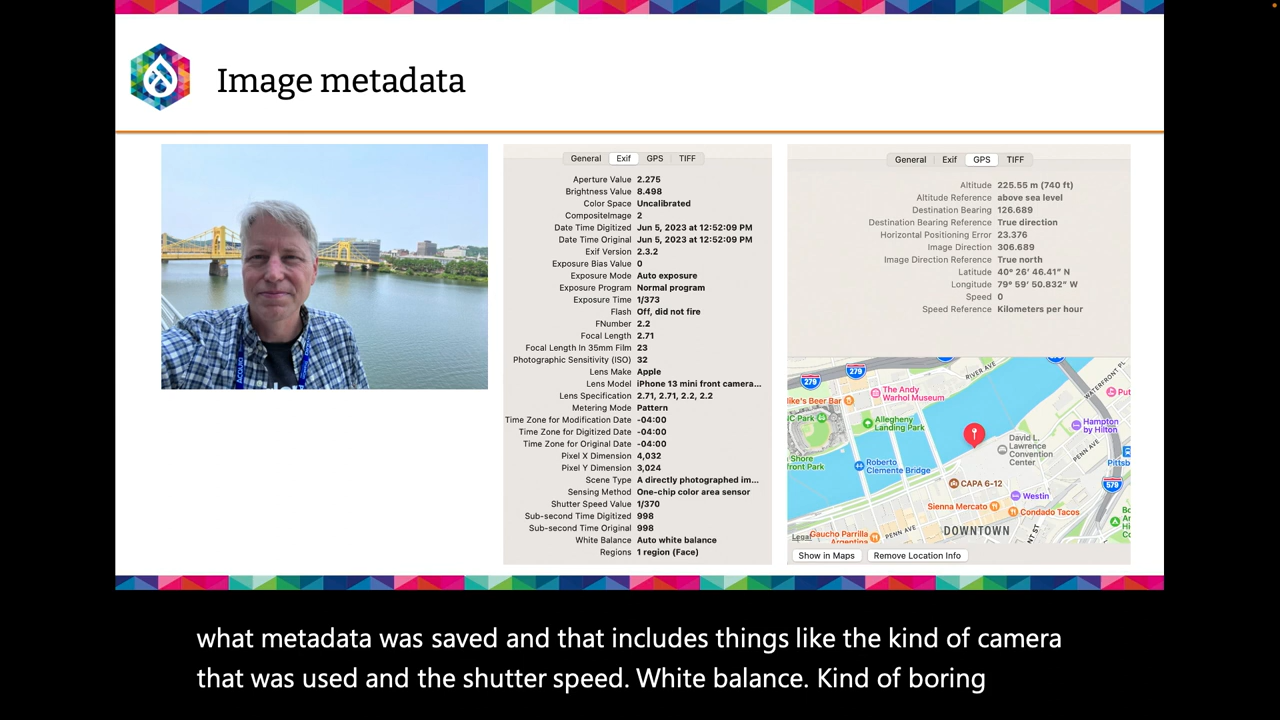 Image metadata
General Exif GPS TIFF
Aperture Value 2.275
Brightness Value 8.498
Color Space Uncalibrated
CompositeImage 2
Date Time Digitized Jun 5, 2023 at 12:52:09 PM
Date Time Original Jun 5, 2023 at 12:52:09 PM
Exif Version 2.3.2
Exposure Bias Value 0
Exposure Mode Auto exposure
Exposure Program Normal program
Exposure Time 1/373
Flash Off, did not fire
FNumber 2.2
Focal Length 2.71
Focal Length In 35mm Film 23
Photographic Sensitivity (ISO) 32
Lens Make Apple
Lens Model iPhone 13 mini front camera...
Lens Specification 2.71, 2.71, 2.2, 2.2
Metering Mode Pattern
Time Zone for Modification Date -04:00
Time Zone for Digitized Date -04:00
Time Zone for Original Date -04:00
Pixel X Dimension 4,032
Pixel Y Dimension 3,024
Scene Type A directly photographed im...
Sensing Method One-chip color area sensor
Shutter Speed Value 1/370
Sub-second Time Digitized 998
Sub-second Time Original 998
White Balance Auto white balance
Regions 1 region (Face)
General Exif GPS TIFF
Altitude 225.55 m (740 ft)
Altitude Reference above sea level
Destination Bearing 126.689
Destination Bearing Reference True direction
Horizontal Positioning Error 23.376
Image Direction 306.689
Image Direction Reference True north
Latitude 40° 26' 46.41" N
Longitude 79° 59' 50.832" W
Speed 0
Speed Reference Kilometers per hour
279
279
RIVER AVE
WATERFRONT PL
The Andy
Warhol Museum
ike's Beer Bar
NC Park
Allegheny
Landing Park
Shore
front Park
Roberto
Clemente Bridge
David L.
Lawrence
Convention
Center
Hampton
by Hilton
PENN AVE
Pittsb
579
CAPA 6-12
Westin
Sienna Mercato
Condado Tacos
DOWNTOWN
PENN AVE
Gaucho Parrilla
Argentina
Legal
Show in Maps Remove Location Info
what metadata was saved and that includes things like the kind of camera
that was used and the shutter speed. White balance. Kind of boring